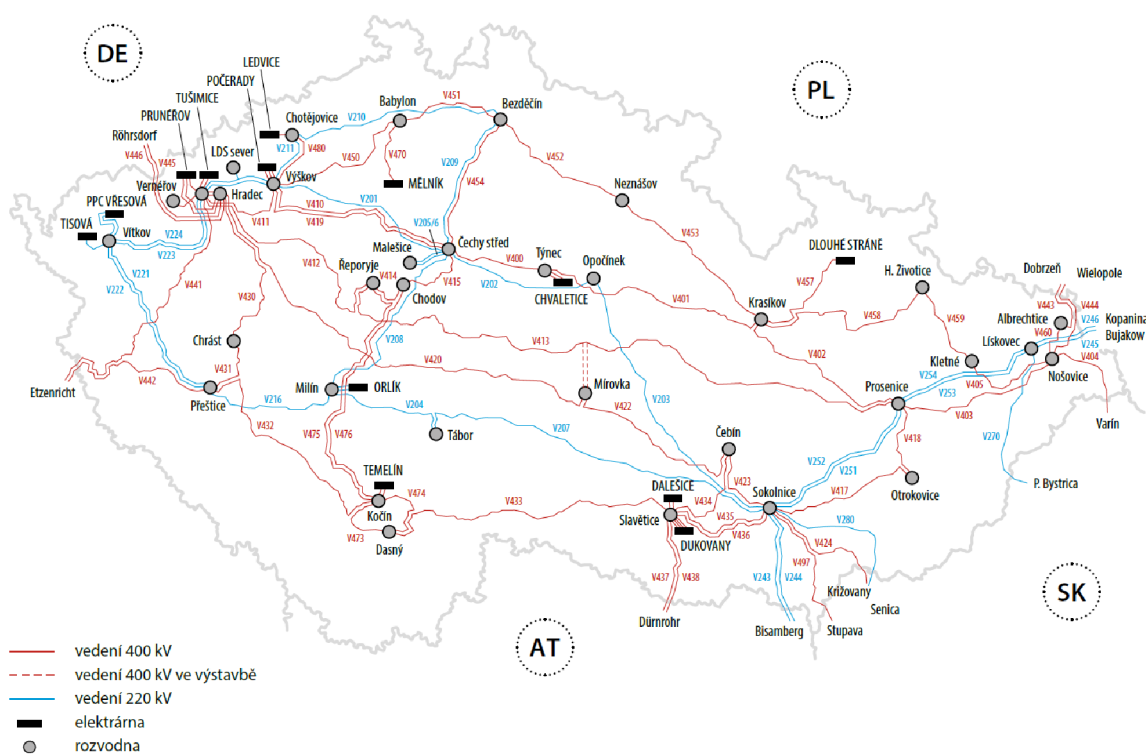 DE
PL
AT
SK
LEDVICE
POČERADY
TUŠIMICE
PRUNÉŘOV
Röhrsdorf
V446
V445
LDS sever
Chotějovice
V211
V480
V210
Babylon
V451
Bezděčín
V450
V470
MĚLNÍK
V209
V454
V452
Neznášov
V453
Vernéřov
Hradec
Výškov
V410
V419
V411
V201
V205/6
PPC VŘESOVÁ
TISOVÁ
Vítkov
V224
V223
V221
V222
V441
V430
V412
Malešice
Řeporyje
V414
Chodov
V415
Čechy střed
V400
V202
Týnec
CHVALETICE
Opočínek
V401
DLOUHÉ STRÁNĚ
V457
Krasíkov
V458
H. Životice
V459
Dobrzeń
Wielopole
V443
V444
Albrechtice
V460
Kopanina
V246
Bujakow
V245
Lískovec
V404
Nošovice
Kletné
V405
V254
V253
V403
Varín
V270
P. Bystrica
Chrást
V431
V442
Etzenricht
Přeštice
V216
V208
V420
V413
Milín
ORLÍK
V204
Tábor
V207
Mírovka
V422
V203
V402
Prosenice
V418
Otrokovice
V252
V251
V417
V432
V475
V476
TEMELÍN
V474
Kočín
V473
Dasný
V433
Čebín
V423
DALEŠICE
V434
Slavětice
V435
V436
DUKOVANY
Sokolnice
V437
V438
Dürnrohr
V243
V244
Bisamberg
V280
V424
V497
Križovany
Senica
Stupava
vedení 400 kV
vedení 400 kV ve výstavbě
vedení 220 kV
elektrárna
rozvodna